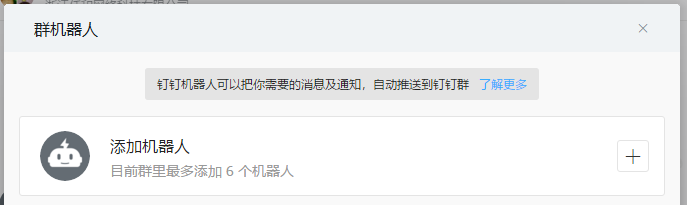 群机器人
钉钉机器人可以把你需要的消息及通知，自动推送到钉钉群 了解更多
添加机器人
目前群里最多添加 6 个机器人